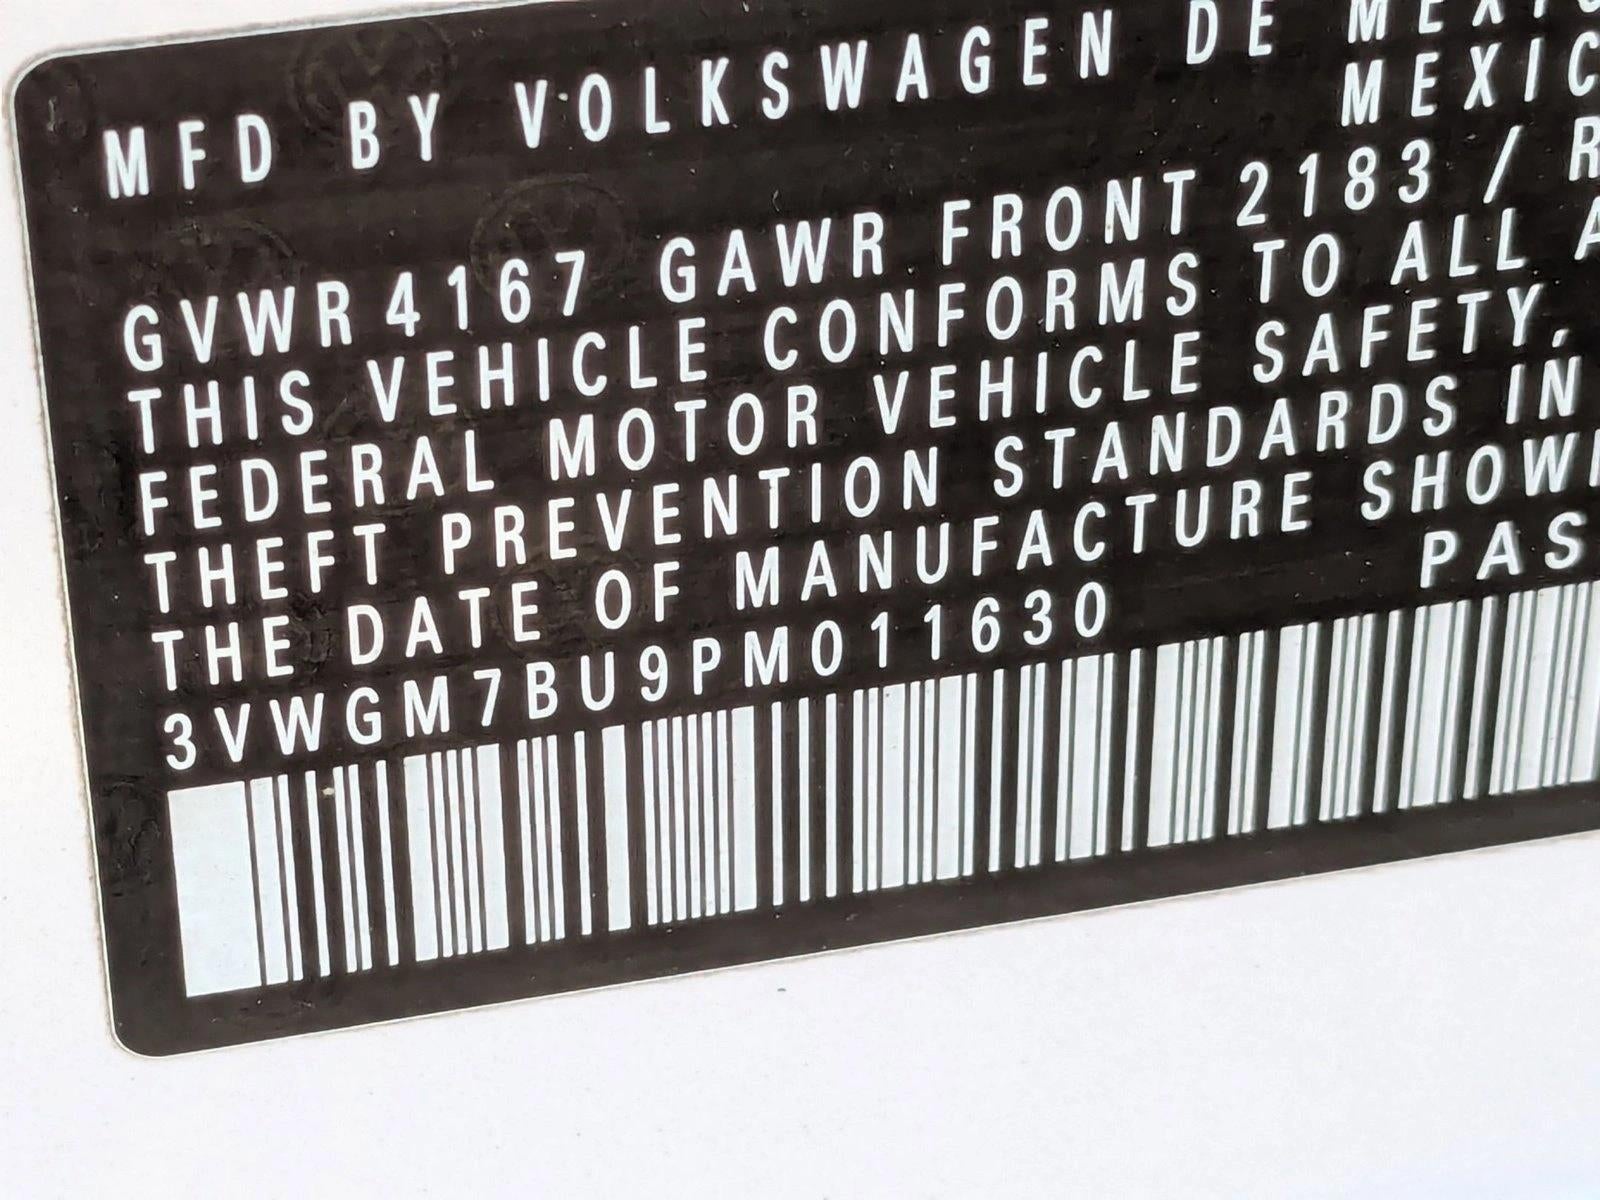 MFD BY VOLKSWAGEN DE
MEXIC
GVWR 4167 GAWR FRONT 2183 / R
THIS VEHICLE CONFORMS TO ALL A
FEDERAL MOTOR VEHICLE SAFETY,
THEFT PREVENTION STANDARDS IN
THE DATE OF MANUFACTURE SHOWN
3VWGM7BU9PM011630 PAS